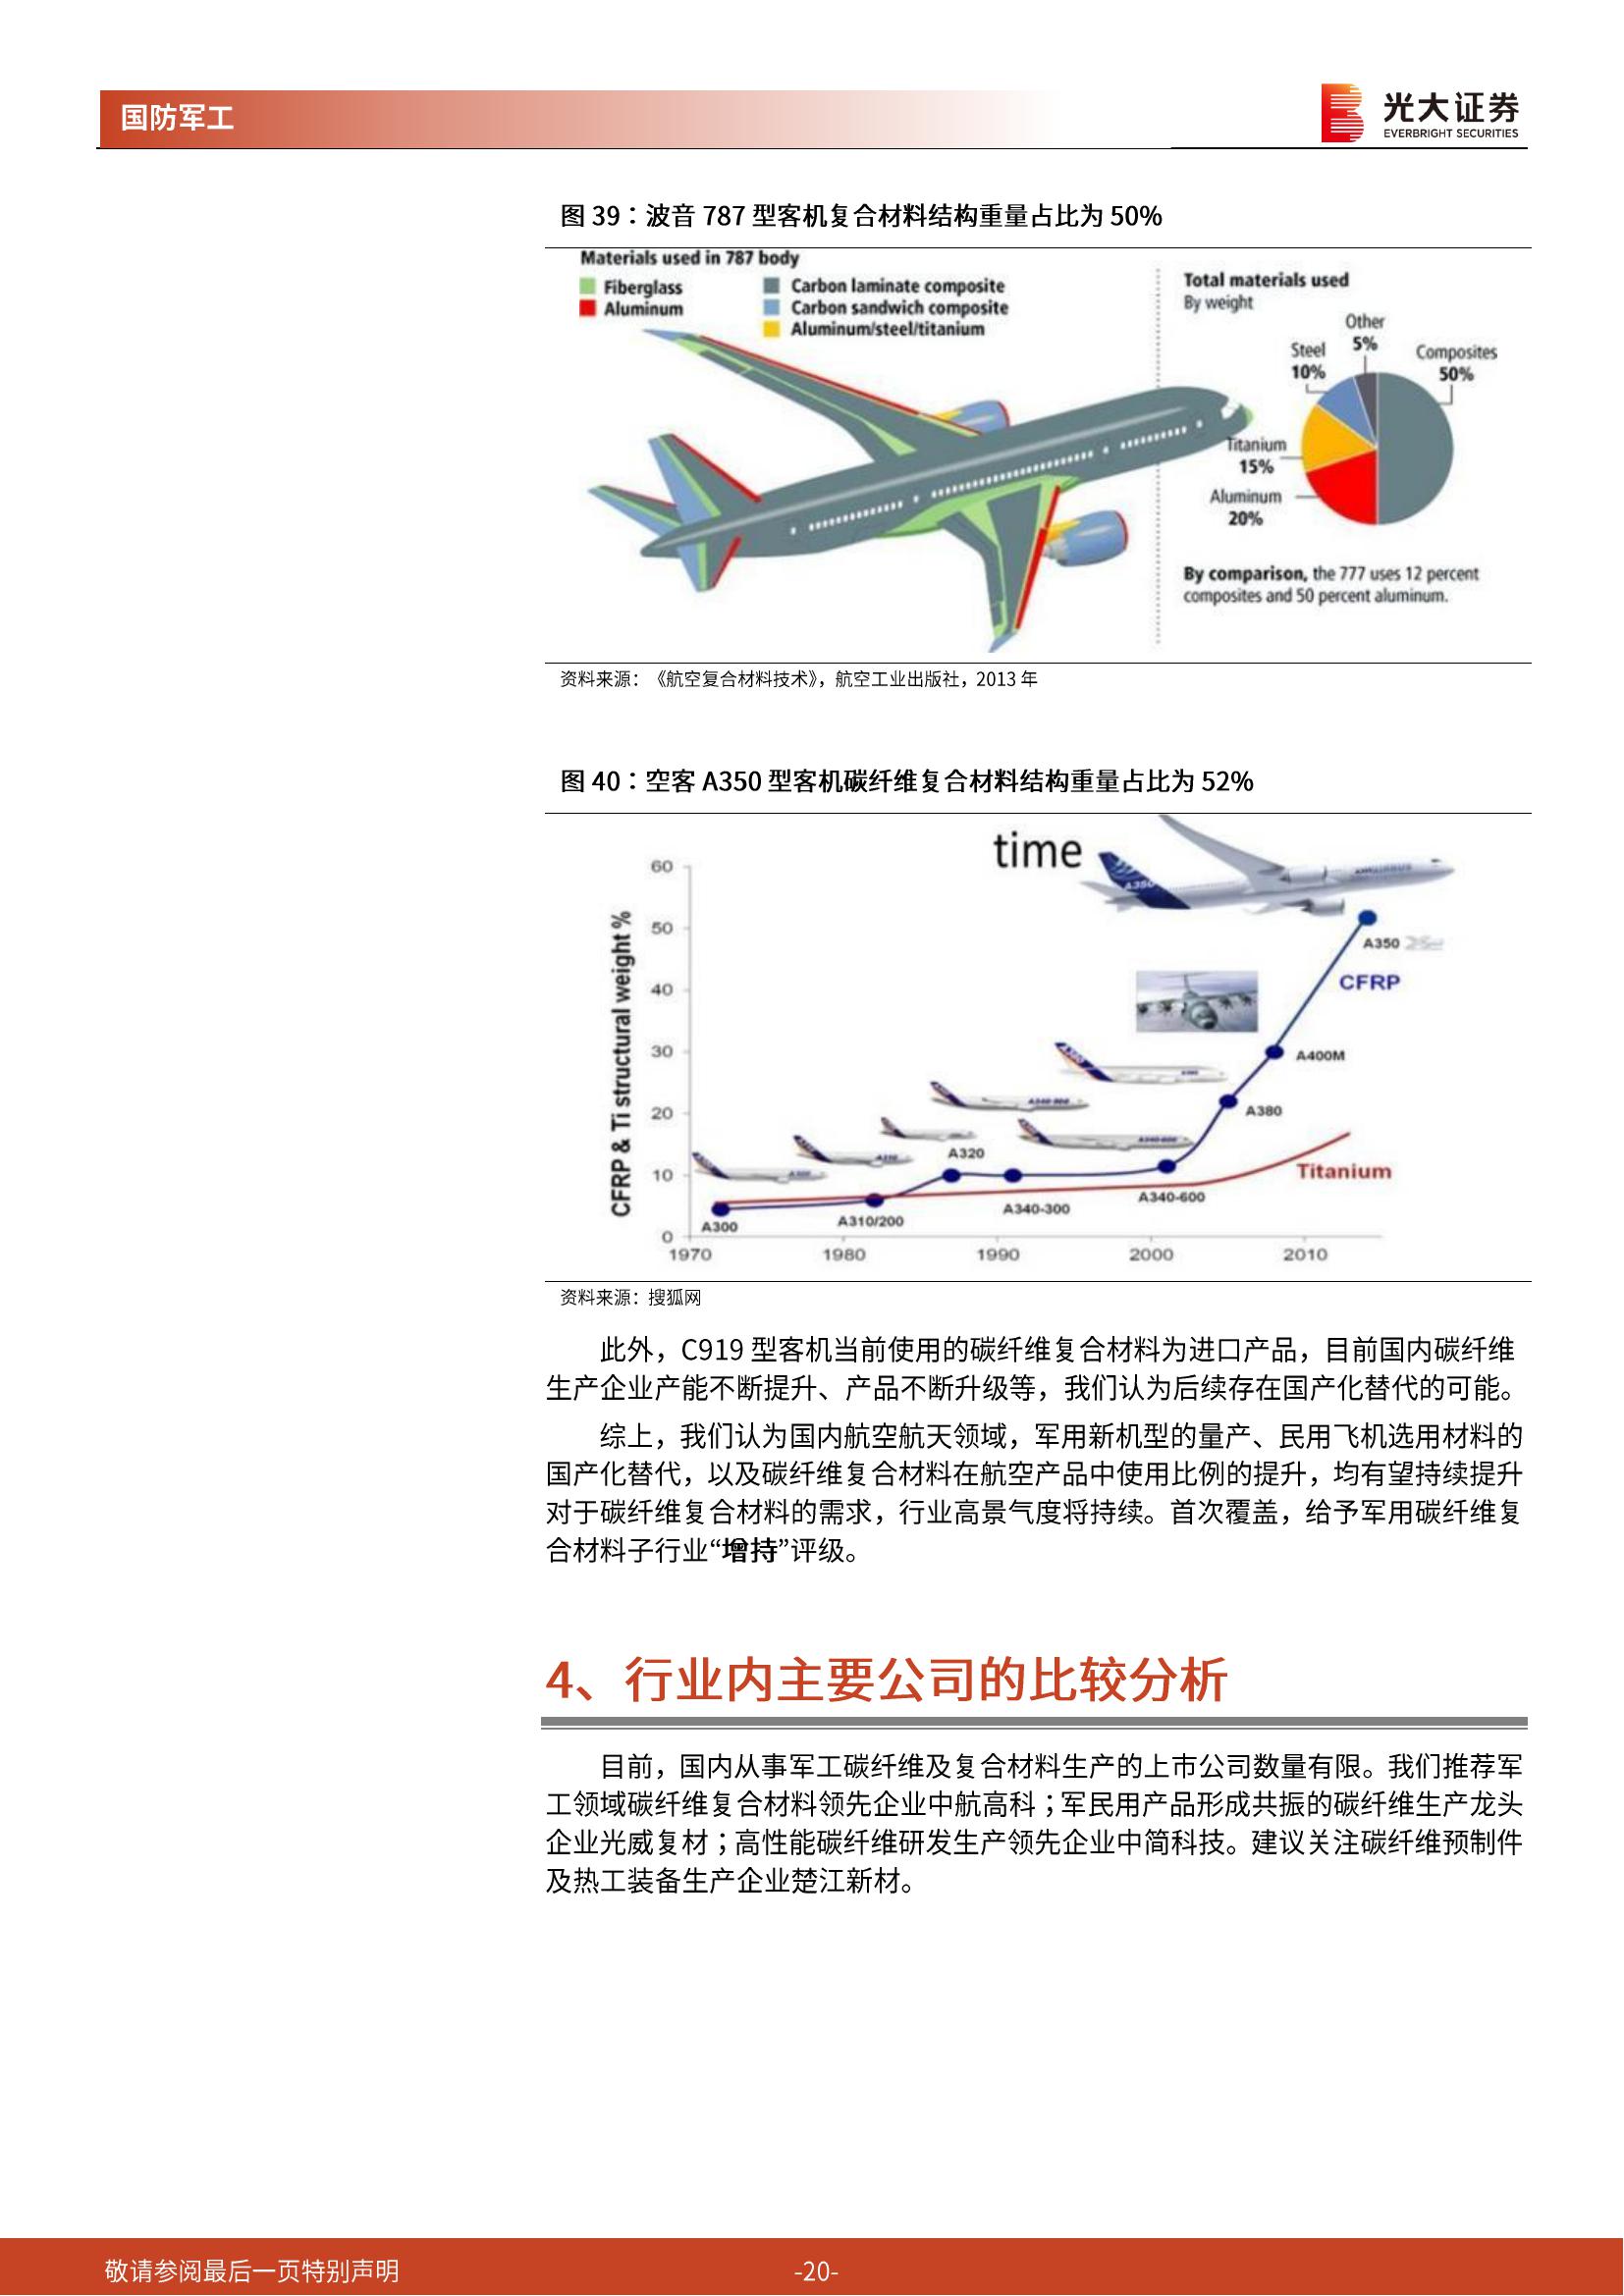 国防军工
光大证券
EVERBRIGHT SECURITIES
图 39：波音 787 型客机复合材料结构重量占比为 50%
Materials used in 787 body
Fiberglass
Aluminum
Carbon laminate composite
Carbon sandwich composite
Aluminum/steel/titanium
Total materials used
By weight
Other
5%
Steel
10%
Composites
50%
Titanium
15%
Aluminum
20%
By comparison, the 777 uses 12 percent
composites and 50 percent aluminum.
资料来源：《航空复合材料技术》，航空工业出版社，2013 年
图 40：空客 A350 型客机碳纤维复合材料结构重量占比为 52%
time
CFRP & Ti structural weight %
60
50
40
30
20
10
0
A350
A350
CFRP
A400M
A380
A320
Titanium
A340-600
A340-300
A310/200
A300
1970
1980
1990
2000
2010
资料来源：搜狐网
此外，C919 型客机当前使用的碳纤维复合材料为进口产品，目前国内碳纤维
生产企业产能不断提升、产品不断升级等，我们认为后续存在国产化替代的可能。
综上，我们认为国内航空航天领域，军用新机型的量产、民用飞机选用材料的
国产化替代，以及碳纤维复合材料在航空产品中使用比例的提升，均有望持续提升
对于碳纤维复合材料的需求，行业高景气度将持续。首次覆盖，给予军用碳纤维复
合材料子行业“增持”评级。
4、行业内主要公司的比较分析
目前，国内从事军工碳纤维及复合材料生产的上市公司数量有限。我们推荐军
工领域碳纤维复合材料领先企业中航高科；军民用产品形成共振的碳纤维生产龙头
企业光威复材；高性能碳纤维研发生产领先企业中简科技。建议关注碳纤维预制件
及热工装备生产企业楚江新材。
敬请参阅最后一页特别声明
-20-